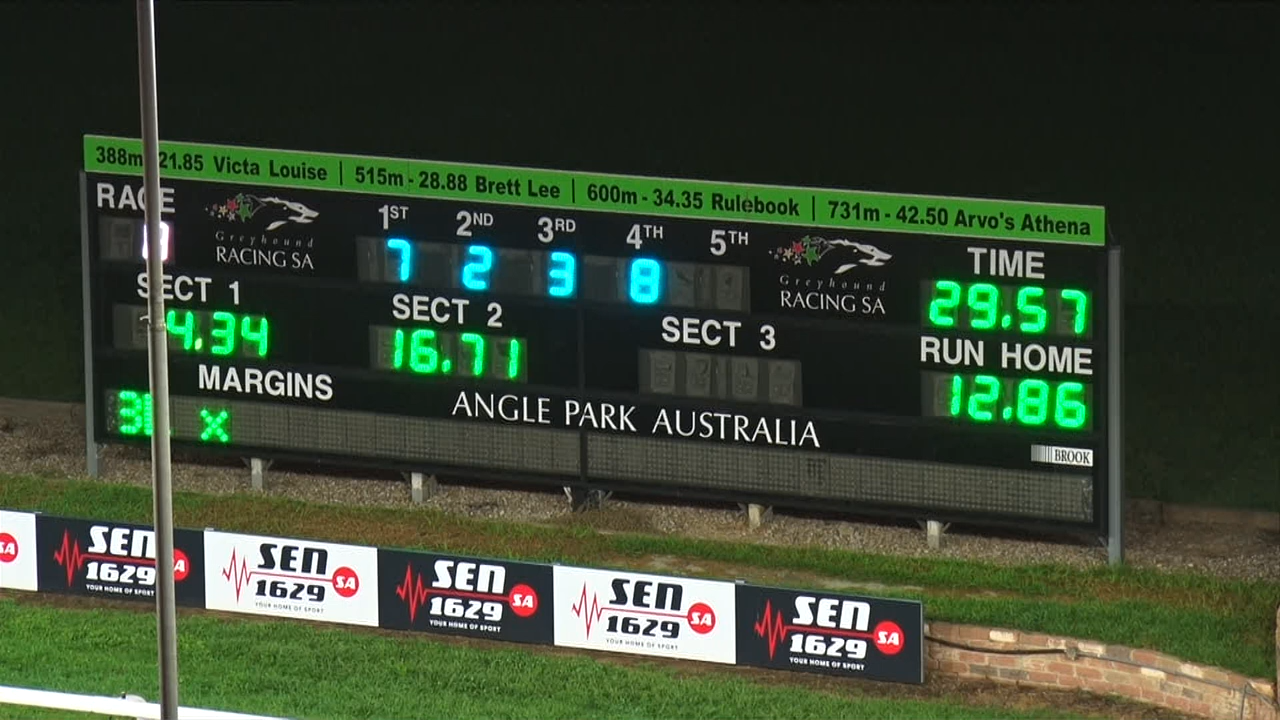 388m 21.85 Victa Louise | 515m - 28.88 Brett Lee | 600m - 34.35 Rulebook | 731m - 42.50 Arvo's Athena
RACE
Greyhound
RACING SA
1ST 2ND 3RD 4TH 5TH
7 2 3 8
Greyhound
RACING SA
TIME
29.57
SECT 1
4.34
SECT 2
16.71
SECT 3
RUN HOME
12.86
MARGINS
x
ANGLE PARK AUSTRALIA
BROOK
SA
SEN
1629 SA
YOUR HOME OF SPORT
SEN
1629 SA
YOUR HOME OF SPORT
SEN
1629 SA
YOUR HOME OF SPORT
SEN
1629 SA
YOUR HOME OF SPORT
SEN
1629 SA
YOUR HOME OF SPORT